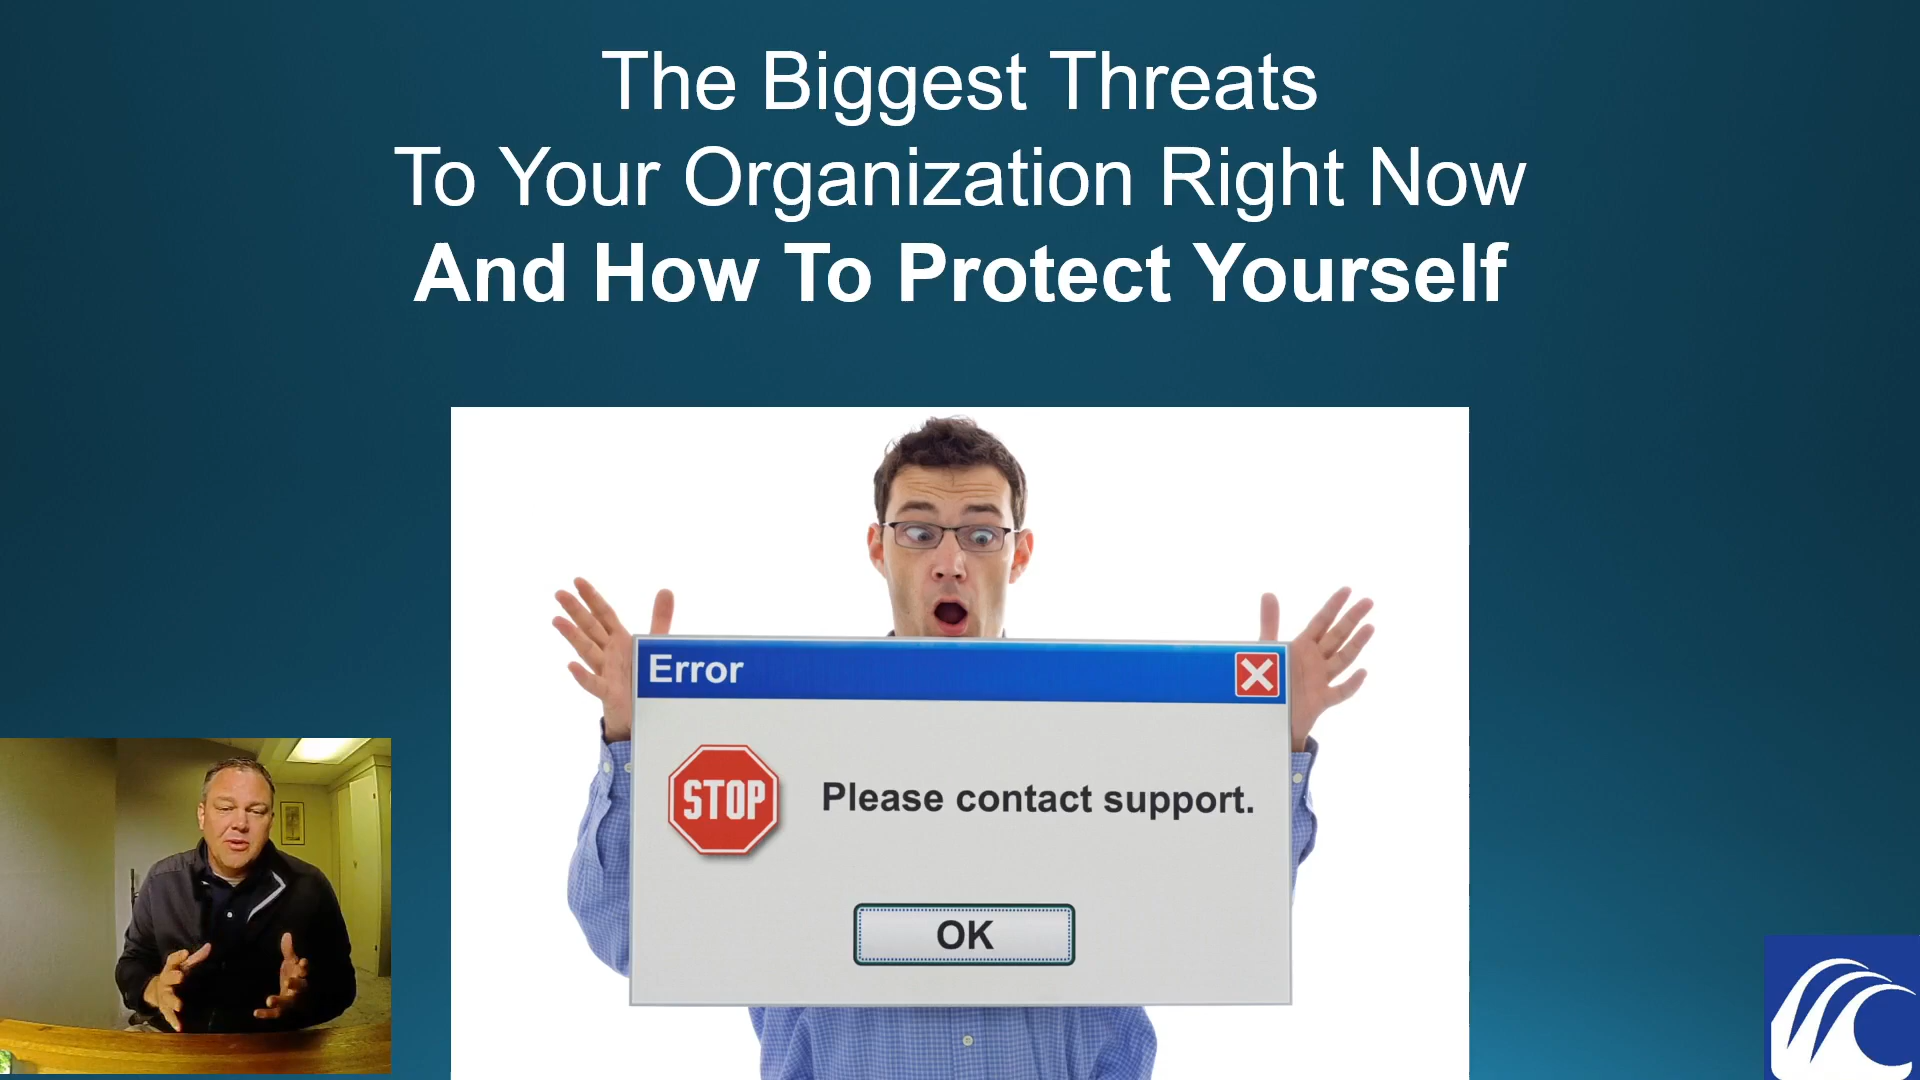 The Biggest Threats
To Your Organization Right Now
And How To Protect Yourself
Error
STOP
Please contact support.
OK